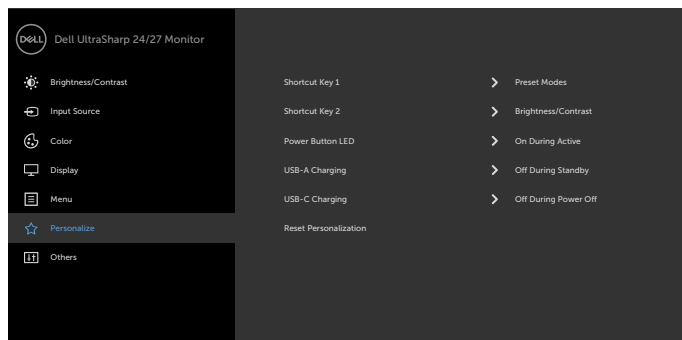 DELL Dell UltraSharp 24/27 Monitor
Brightness/Contrast
Input Source
Color
Display
Menu
Personalize
Others
Shortcut Key 1 Preset Modes
Shortcut Key 2 Brightness/Contrast
Power Button LED On During Active
USB-A Charging Off During Standby
USB-C Charging Off During Power Off
Reset Personalization